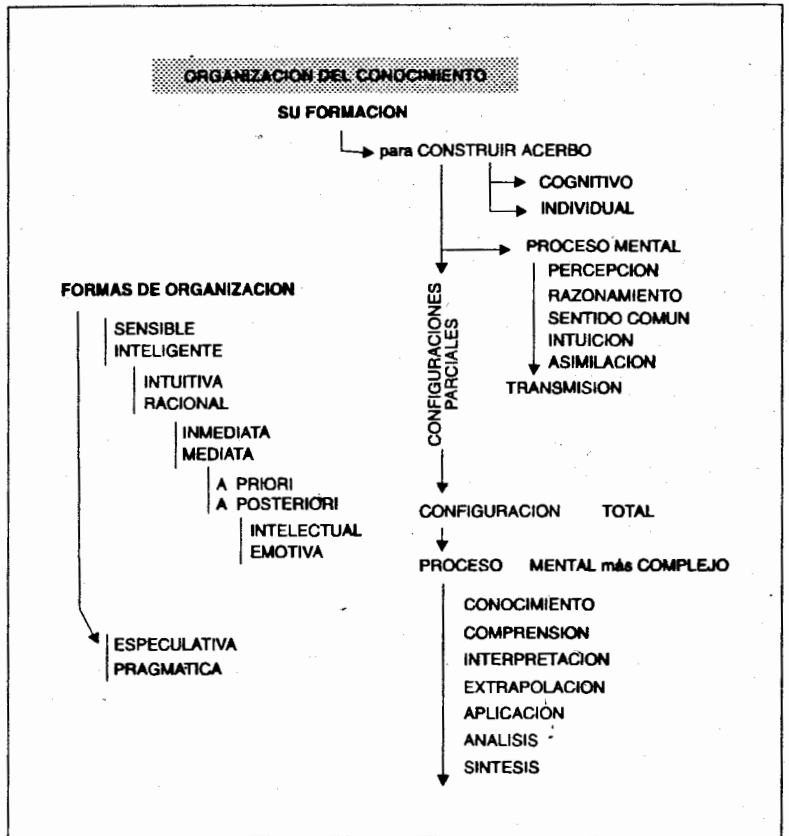 ORGANIZACION DEL CONOCIMIENTO
SU FORMACION
para CONSTRUIR ACERBO
COGNITIVO
INDIVIDUAL
PROCESO MENTAL
PERCEPCION
RAZONAMIENTO
SENTIDO COMUN
INTUICION
ASIMILACION
TRANSMISION
CONFIGURACIONES
PARCIALES
CONFIGURACION TOTAL
PROCESO MENTAL más COMPLEJO
CONOCIMIENTO
COMPRENSION
INTERPRETACION
EXTRAPOLACION
APLICACIÓN
ANALISIS
SINTESIS
FORMAS DE ORGANIZACION
SENSIBLE
INTELIGENTE
INTUITIVA
RACIONAL
INMEDIATA
MEDIATA
A PRIORI
A POSTERIORI
INTELECTUAL
EMOTIVA
ESPECULATIVA
PRAGMATICA